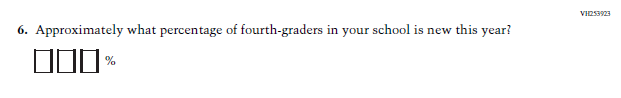 VH253923
6. Approximately what percentage of fourth-graders in your school is new this year?
%